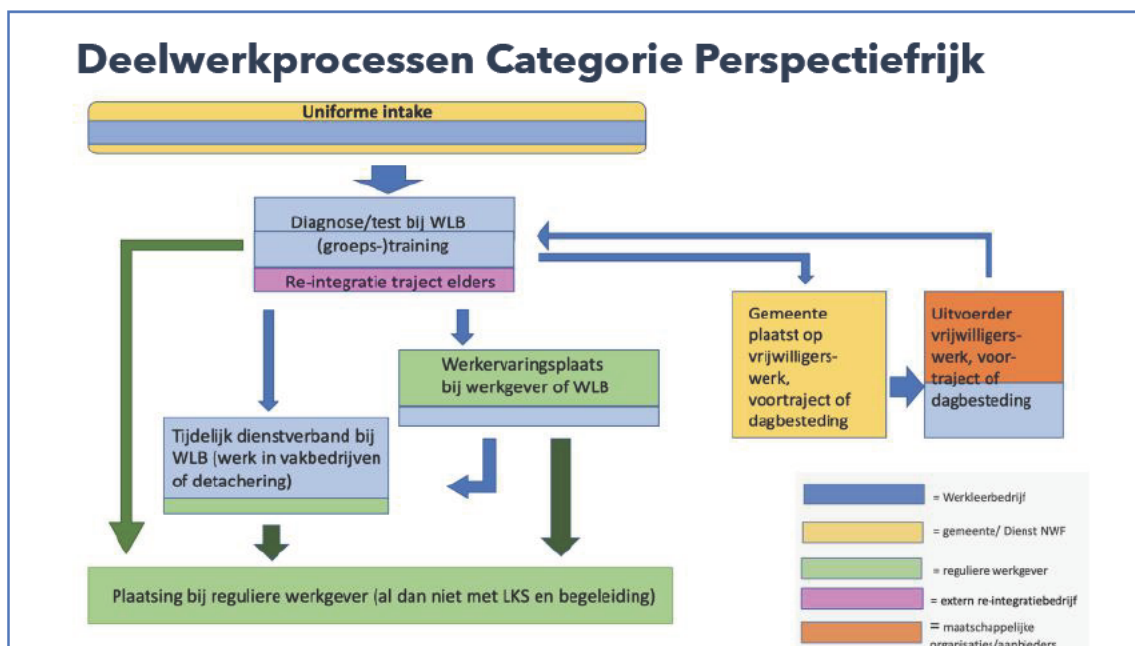 Deelwerkprocessen Categorie Perspectiefrijk
Uniforme intake
Diagnose/test bij WLB
(groeps-)training
Re-integratie traject elders
Werkervaringsplaats
bij werkgever of WLB
Tijdelijk dienstverband bij
WLB (werk in vakbedrijven
of detachering)
Plaatsing bij reguliere werkgever (al dan niet met LKS en begeleiding)
Gemeente
plaatst op
vrijwilligers-
werk,
voortraject of
dagbesteding
Uitvoerder
vrijwilligers-
werk, voor-
traject of
dagbesteding
= Werkleerbedrijf
= gemeente/ Dienst NWF
= reguliere werkgever
= extern re-integratiebedrijf
= maatschappelijke
organisaties/aanbieders